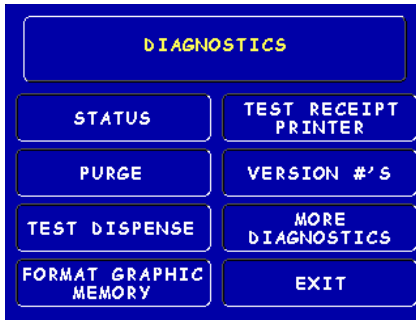 DIAGNOSTICS
STATUS
TEST RECEIPT
PRINTER
PURGE
VERSION #'S
TEST DISPENSE
MORE
DIAGNOSTICS
FORMAT GRAPHIC
MEMORY
EXIT